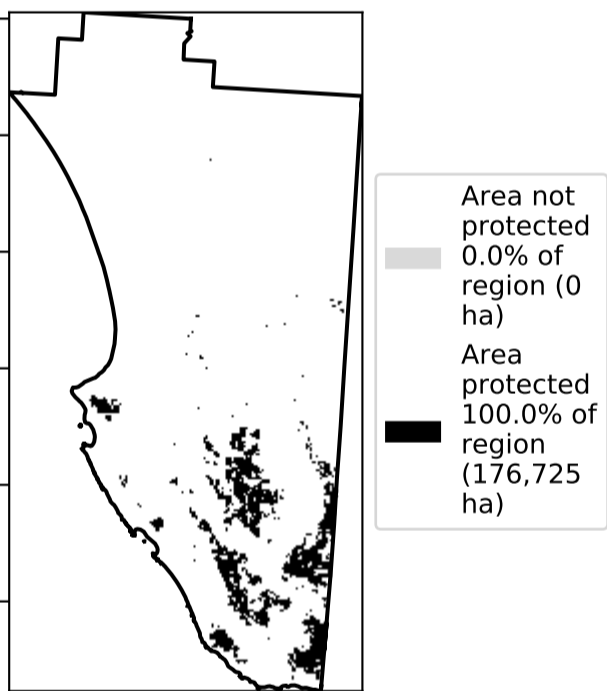 Area not
protected
0.0% of
region (0
ha)
Area
protected
100.0% of
region
(176,725
ha)